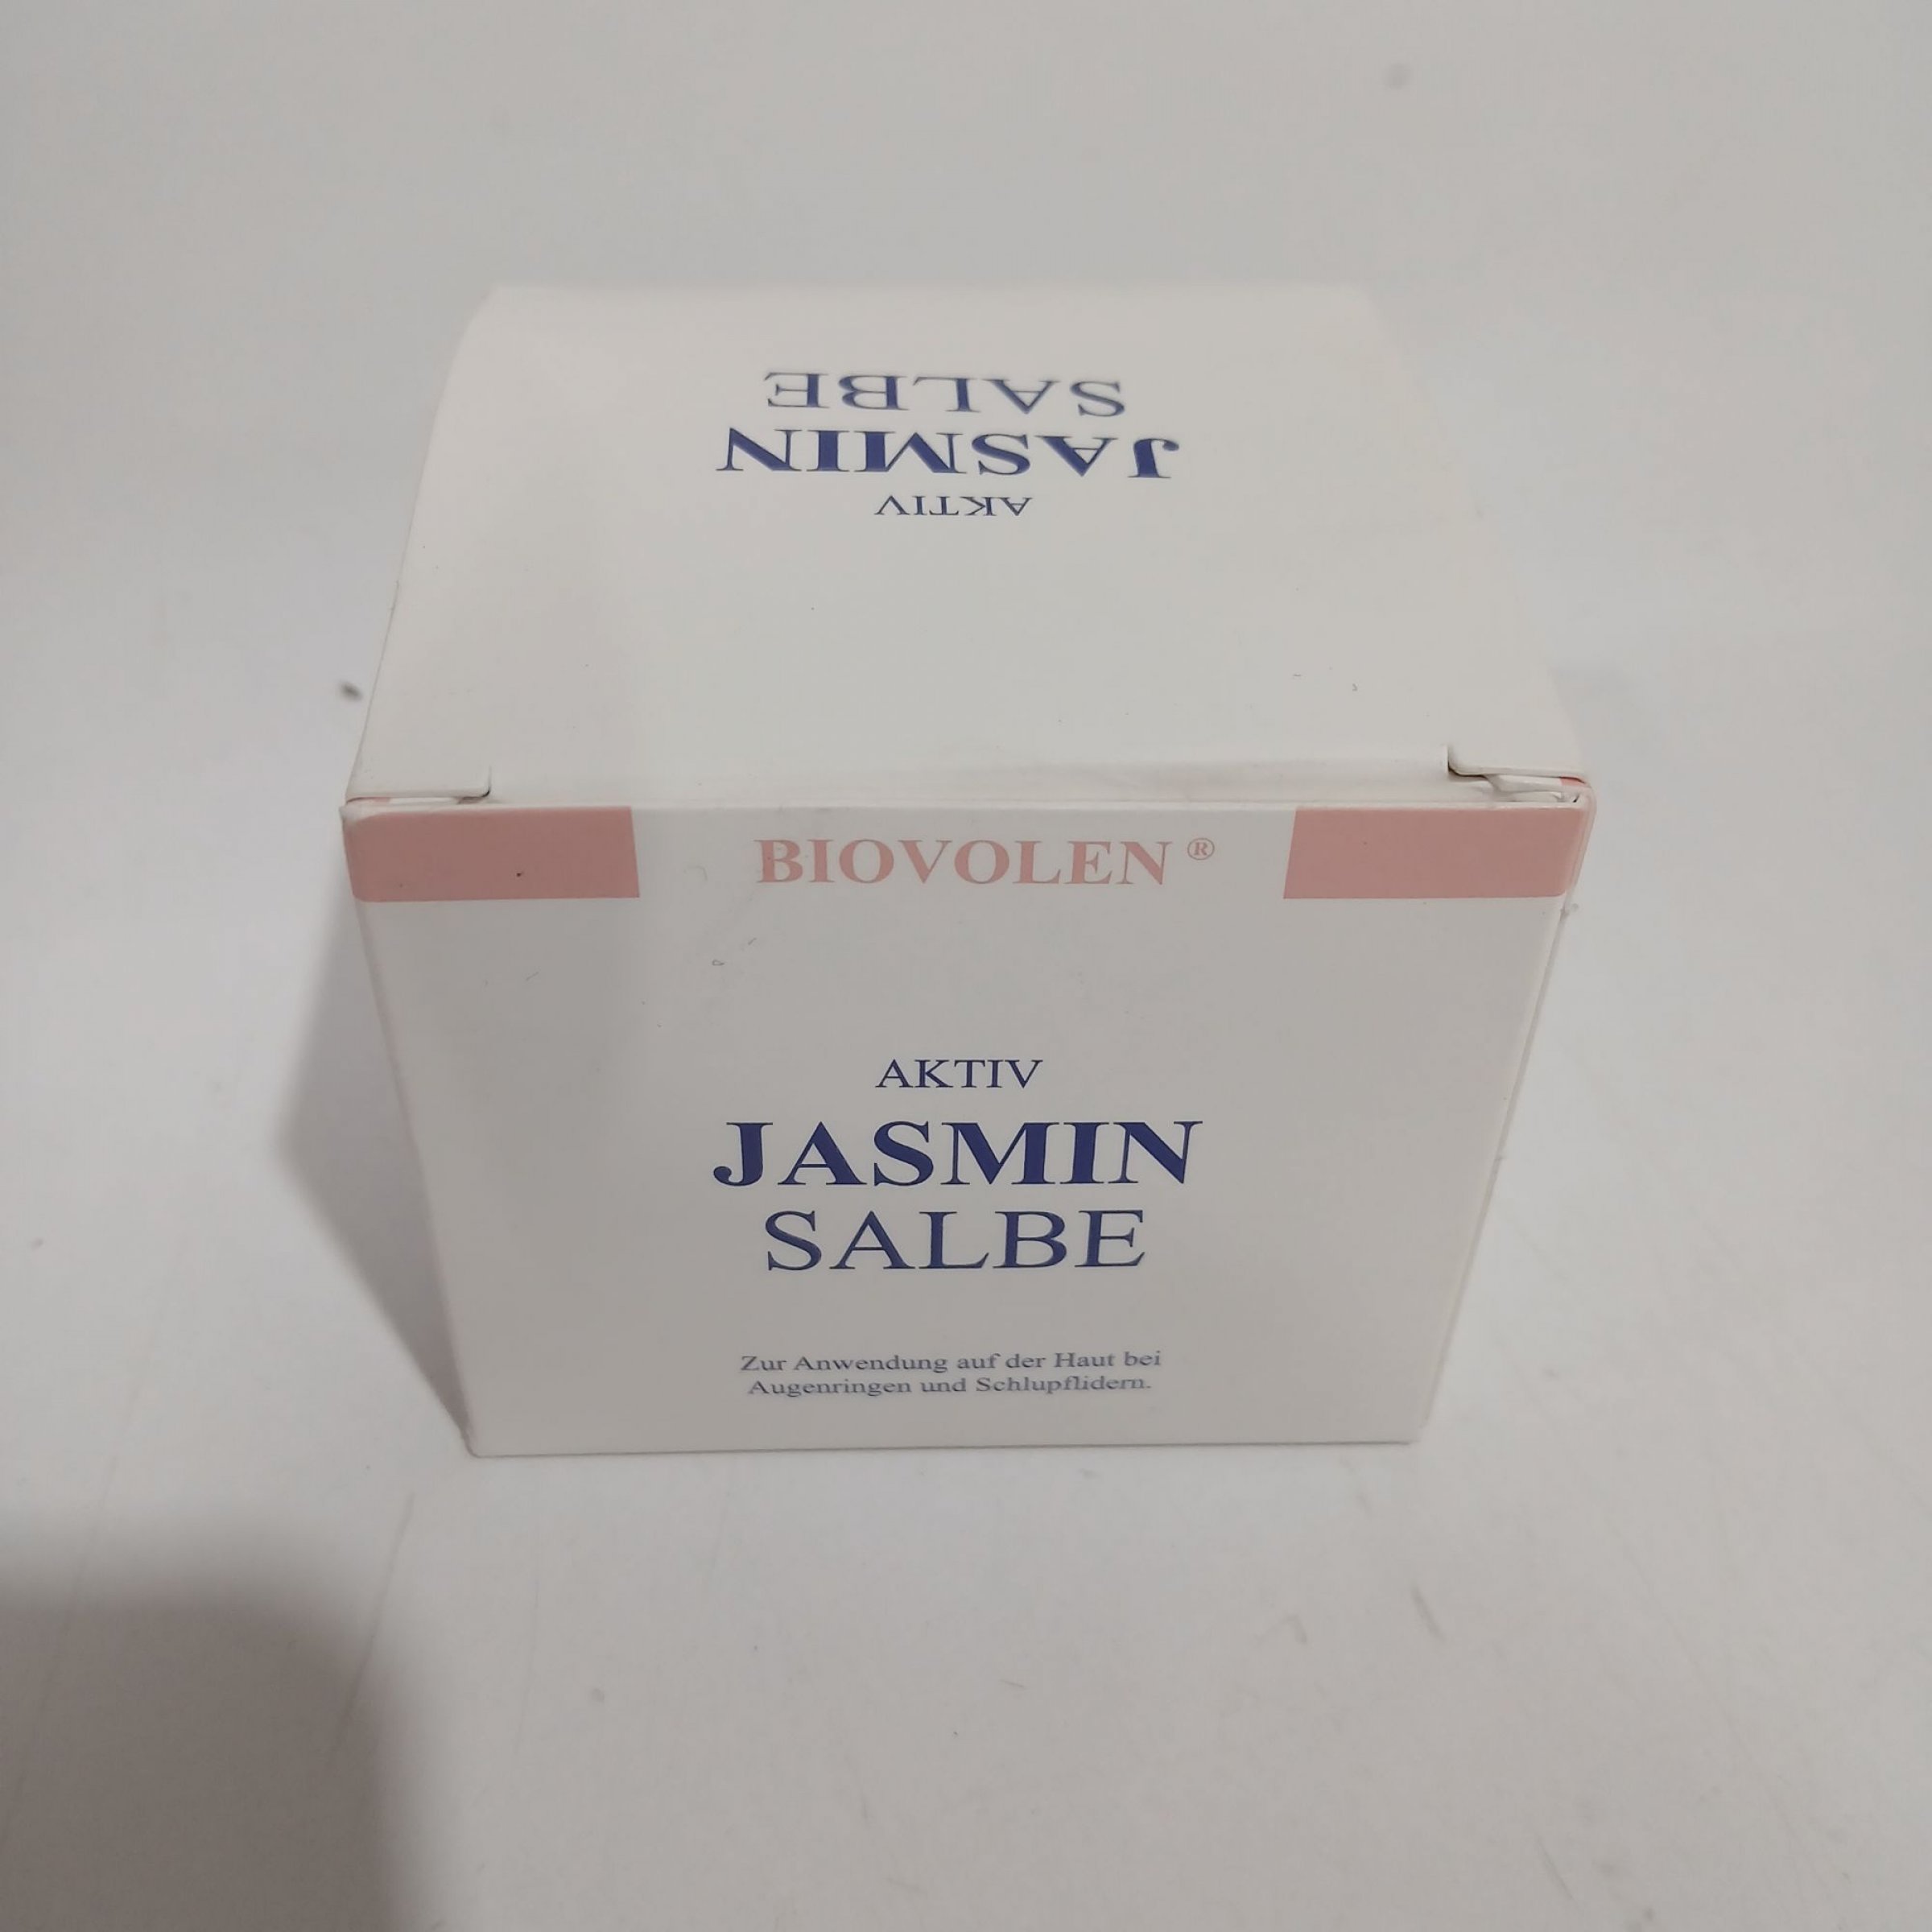 AKTIV
JASMIN
SALBE
BIOVOLEN®
AKTIV
JASMIN
SALBE
Zur Anwendung auf der Haut bei
Augenringen und Schlupflidern.